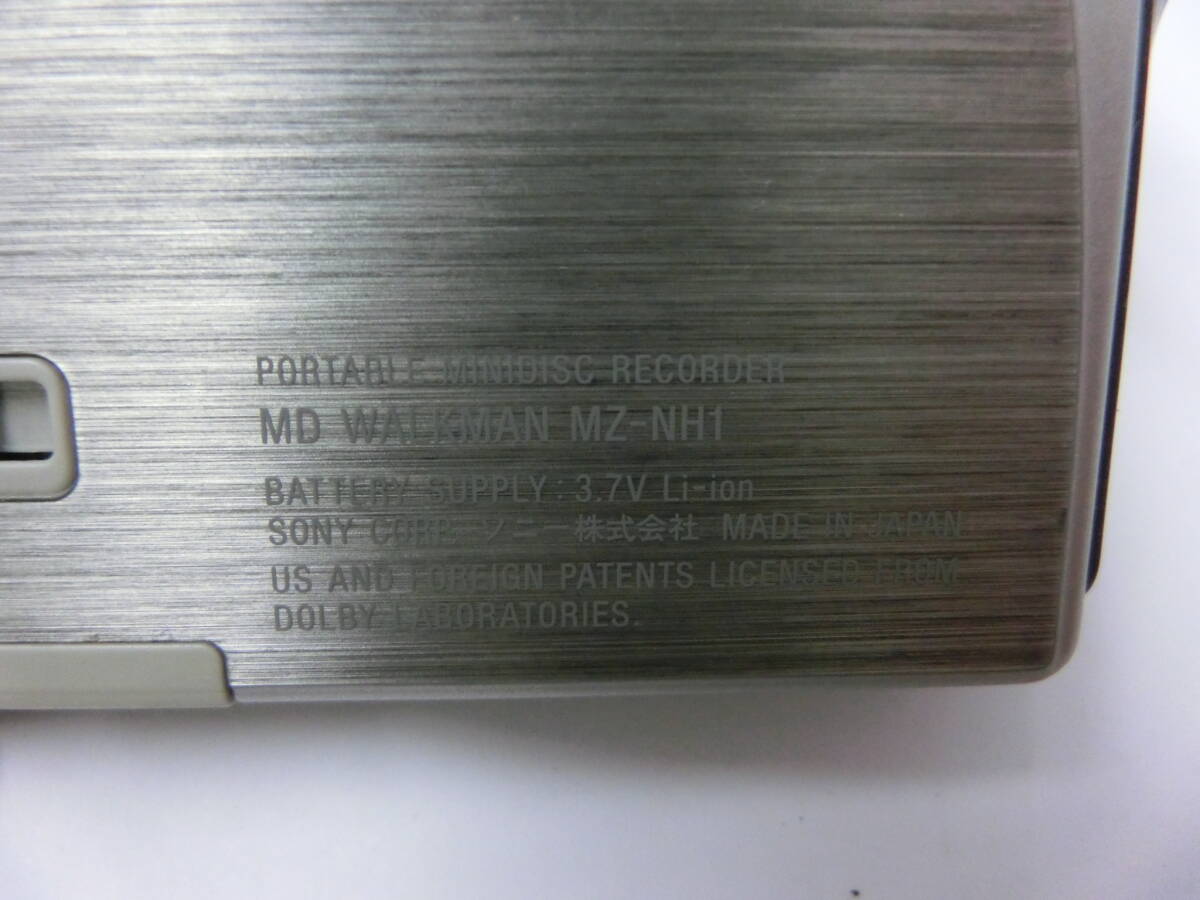 PORTABLE MINIDISC RECORDER
MD WALKMAN MZ-NH1
BATTERY SUPPLY: 3.7V Li-ion
SONY CORP. ソニー株式会社 MADE IN JAPAN
US AND FOREIGN PATENTS LICENSED FROM
DOLBY LABORATORIES.